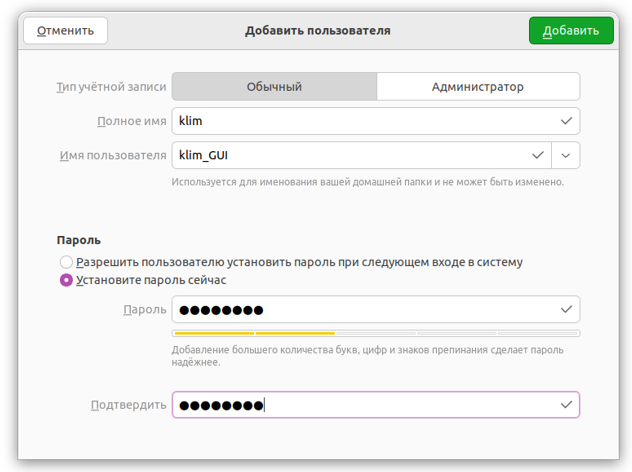 Отменить
Добавить пользователя
Добавить
Тип учётной записи
Обычный
Администратор
Полное имя
klim
Имя пользователя
klim_GUI
Используется для именования вашей домашней папки и не может быть изменено.
Пароль
Разрешить пользователю установить пароль при следующем входе в систему
Установите пароль сейчас
Пароль
●●●●●●●●
Добавление большего количества букв, цифр и знаков препинания сделает пароль
надёжнее.
Подтвердить
●●●●●●●●